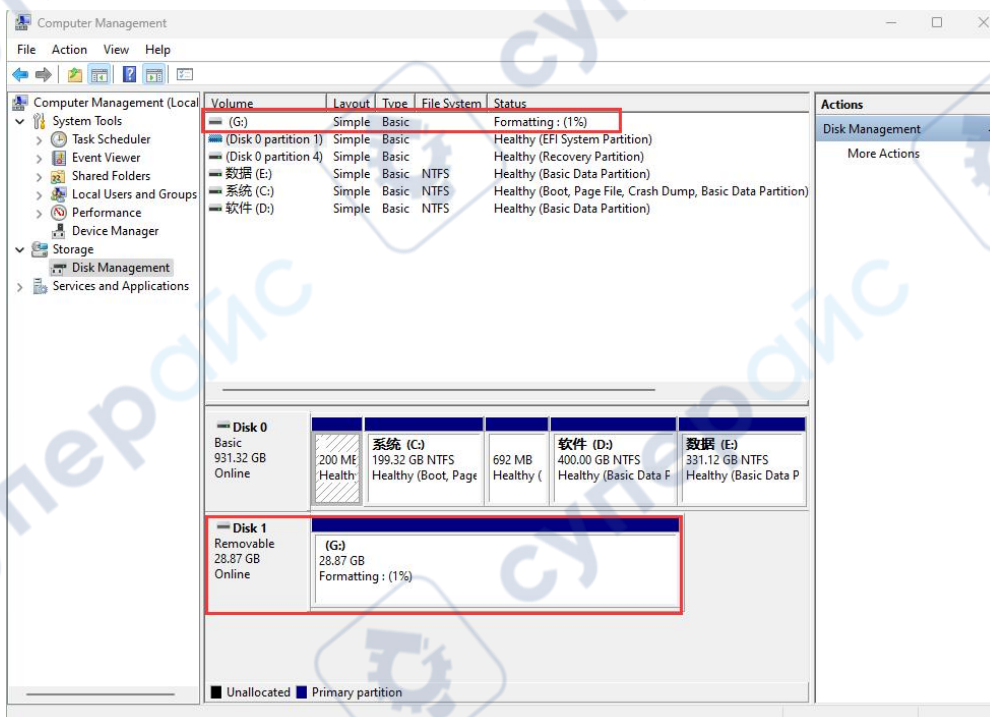 Computer Management
File Action View Help
Computer Management (Local
System Tools
Task Scheduler
Event Viewer
Shared Folders
Local Users and Groups
Performance
Device Manager
Storage
Disk Management
Services and Applications
Volume Layout Type File System Status
(G:) Simple Basic Formatting : (1%)
(Disk 0 partition 1) Simple Basic Healthy (EFI System Partition)
(Disk 0 partition 4) Simple Basic Healthy (Recovery Partition)
数据 (E:) Simple Basic NTFS Healthy (Basic Data Partition)
系统 (C:) Simple Basic NTFS Healthy (Boot, Page File, Crash Dump, Basic Data Partition)
软件 (D:) Simple Basic NTFS Healthy (Basic Data Partition)
Actions
Disk Management
More Actions
Disk 0
Basic
931.32 GB
Online
200 ME
Health
系统 (C:)
199.32 GB NTFS
Healthy (Boot, Page
692 MB
Healthy (
软件 (D:)
400.00 GB NTFS
Healthy (Basic Data F
数据 (E:)
331.12 GB NTFS
Healthy (Basic Data P
Disk 1
Removable
28.87 GB
Online
(G:)
28.87 GB
Formatting : (1%)
Unallocated Primary partition
суперайс